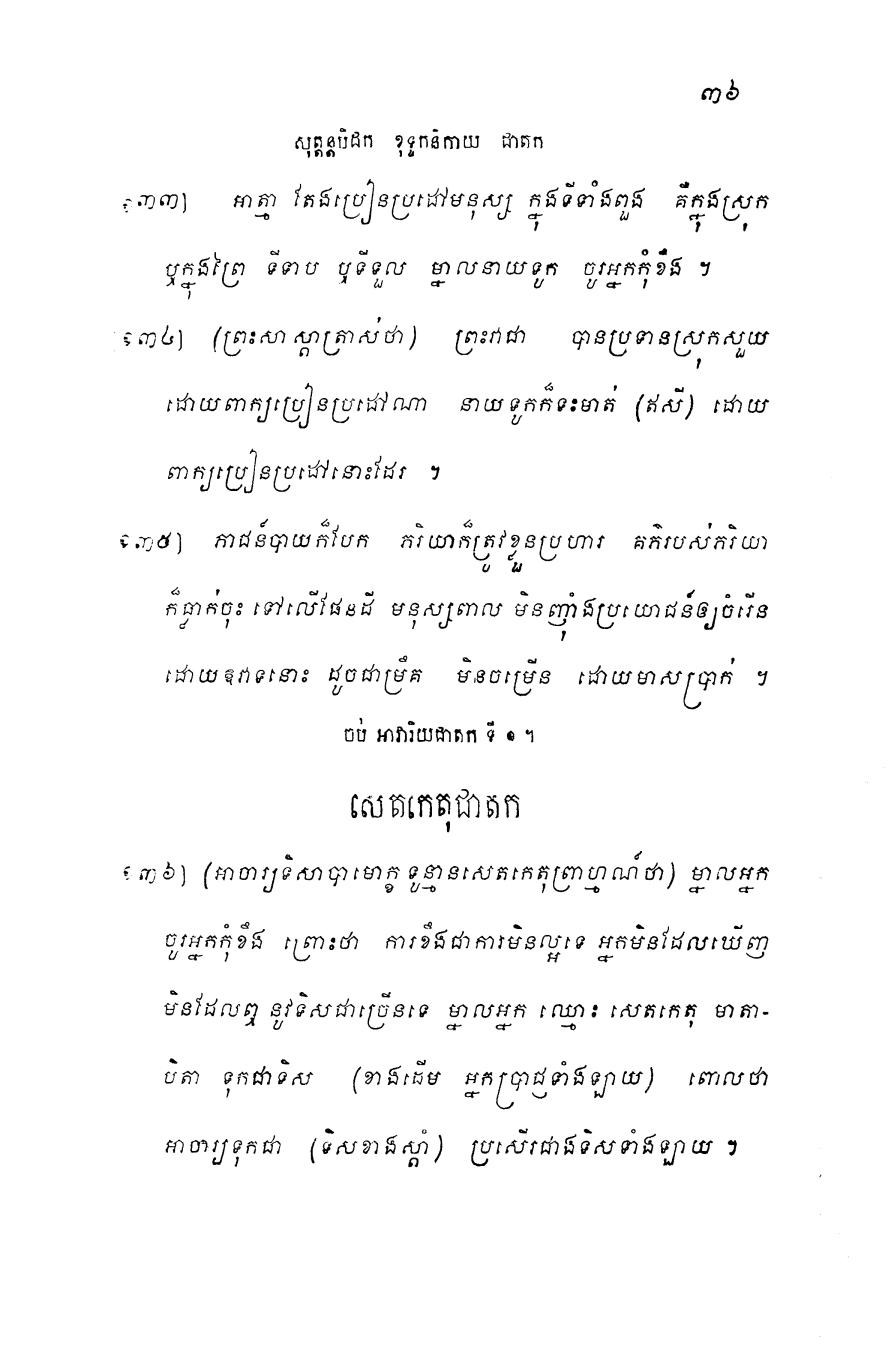 ៣៦
សុត្តន្តបិដក ខុទ្ទកនិកាយ ជាតក
[៣៣] អាត្មា តែងប្រៀនប្រដៅមនុស្ស ក្នុងទីទាំងពួង គឺក្នុងស្រុក
ឬក្នុងព្រៃ ទីទាប ឬទីទួល ម្នាលនាយទូក ចូរអ្នកកុំខឹង ។
[៣៤] (ព្រះសាស្តាត្រាស់ថា) ព្រះរាជា បានប្រទានស្រុកសួយ
ដោយពាក្យប្រៀនប្រដៅណា នាយទូកក៏ទះមាត់ (ឥសី) ដោយ
ពាក្យប្រៀនប្រដៅនោះដែរ ។
[៣៥] ភាជន៍បាយក៏បែក ភរិយាក៏ត្រូវខ្លួនប្រហារ គភ៌របស់ភរិយា
ក៏ធ្លាក់ចុះ ទៅលើផែនដី មនុស្សពាល មិនញ៉ាំងប្រយោជន៍ឲ្យចំរើន
ដោយឱវាទនោះ ដូចជាម្រឹគ មិនចម្រើន ដោយមាសប្រាក់ ។
ចប់ អាវារិយជាតក ទី ១ ។
សេតកេតុជាតក
[៣៦] (អាចារ្យទិសាបាមោក្ខ ទូន្មានសេតកេតុព្រាហ្មណ៍ថា) ម្នាលអ្នក
ចូរអ្នកកុំខឹង ព្រោះថា ការខឹងជាការមិនល្អទេ អ្នកមិនដែលឃើញ
មិនដែលឮ នូវទិសជាច្រើនទេ ម្នាលអ្នក ឈ្មោះ សេតកេតុ មាតា-
បិតា ទុកជាទិស (ខាងដើម អ្នកប្រាជ្ញទាំងឡាយ) ពោលថា
អាចារ្យទុកជា (ទិសខាងស្តាំ) ប្រសើរជាងទិសទាំងឡាយ ។